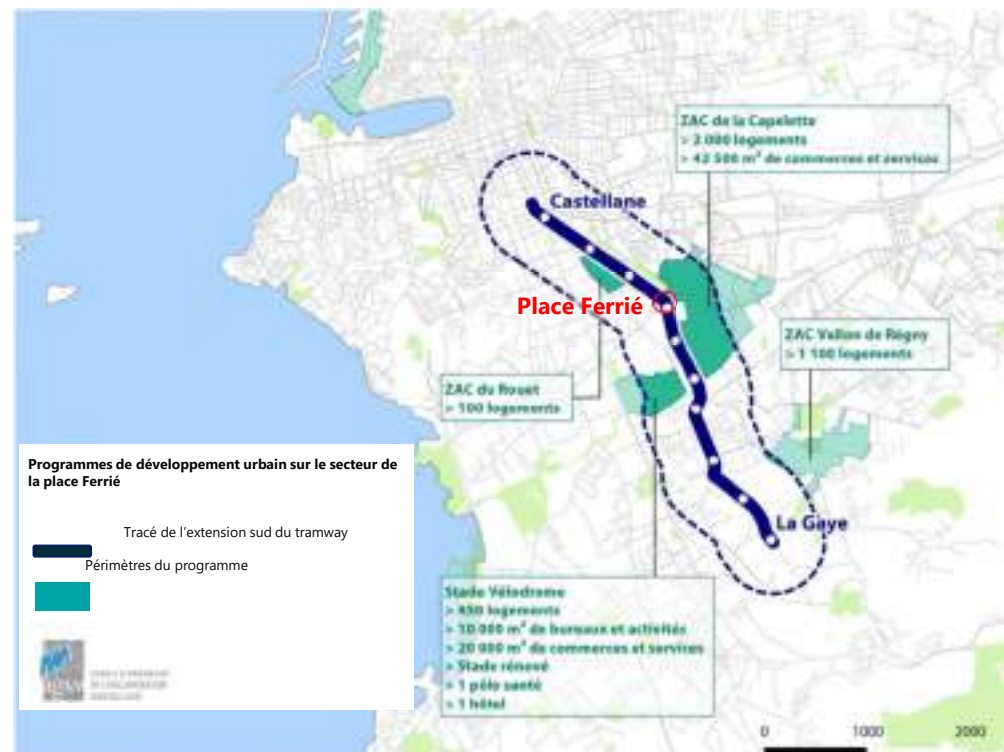 ZAC de la Capelette
> 2 000 logements
> 42 500 m² de commerces et services
Castellane
Place Ferrié
ZAC Vallon de Régny
> 1 100 logements
ZAC du Rouet
> 100 logements
Programmes de développement urbain sur le secteur de
la place Ferrié
Tracé de l'extension sud du tramway
Périmètres du programme
La Gaye
Stade Vélodrome
> 450 logements
> 10 000 m² de bureaux et activités
> 20 000 m² de commerces et services
> Stade rénové
> 1 pôle santé
> 1 hôtel
0 1000 2000